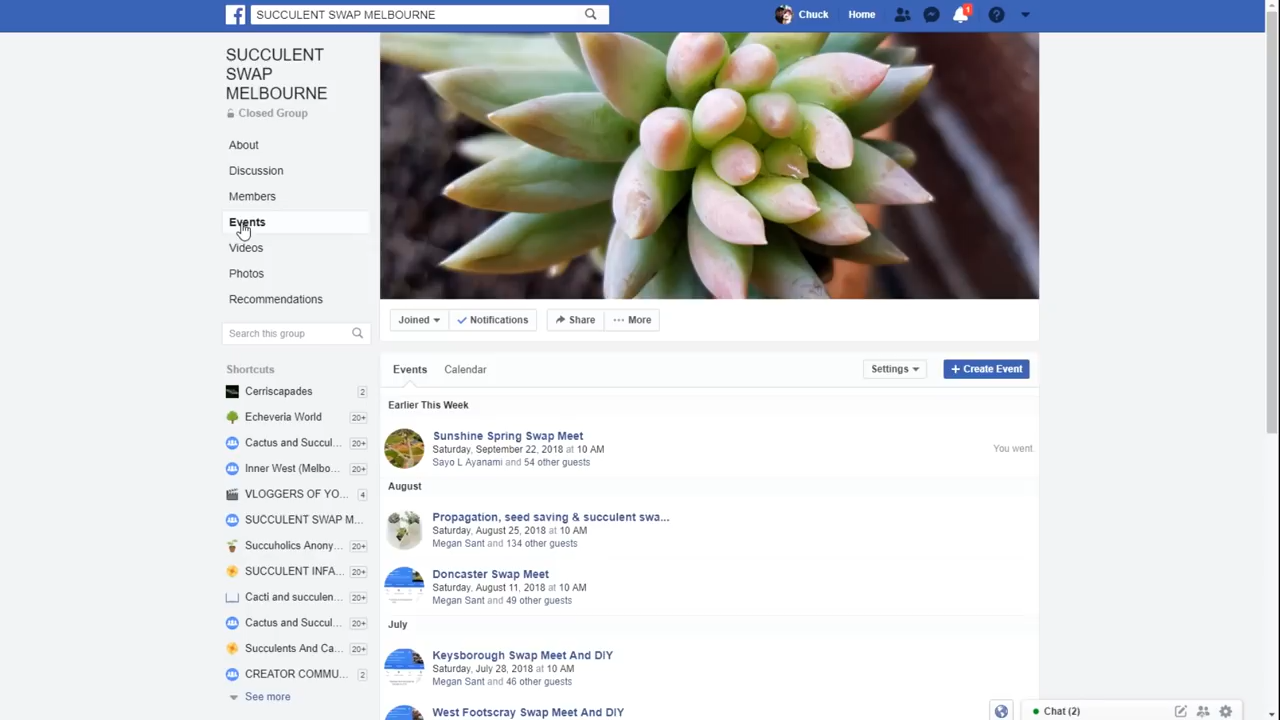 SUCCULENT SWAP MELBOURNE
Chuck
Home
1
SUCCULENT
SWAP
MELBOURNE
Closed Group
About
Discussion
Members
Events
Videos
Photos
Recommendations
Search this group
Shortcuts
Cerriscapades 2
Echeveria World 20+
Cactus and Succul... 20+
Inner West (Melbo... 20+
VLOGGERS OF YO... 4
SUCCULENT SWAP M...
Succuholics Anony... 20+
SUCCULENT INFA... 20+
Cacti and succulen... 20+
Cactus and Succul... 20+
Succulents And Ca... 20+
CREATOR COMMU... 2
See more
Joined
Notifications
Share
More
Events
Calendar
Settings
+ Create Event
Earlier This Week
Sunshine Spring Swap Meet
Saturday, September 22, 2018 at 10 AM
You went
Sayo L Ayanami and 54 other guests
August
Propagation, seed saving & succulent swa...
Saturday, August 25, 2018 at 10 AM
Megan Sant and 134 other guests
Doncaster Swap Meet
Saturday, August 11, 2018 at 10 AM
Megan Sant and 49 other guests
July
Keysborough Swap Meet And DIY
Saturday, July 28, 2018 at 10 AM
Megan Sant and 46 other guests
West Footscray Swap Meet And DIY
Chat (2)